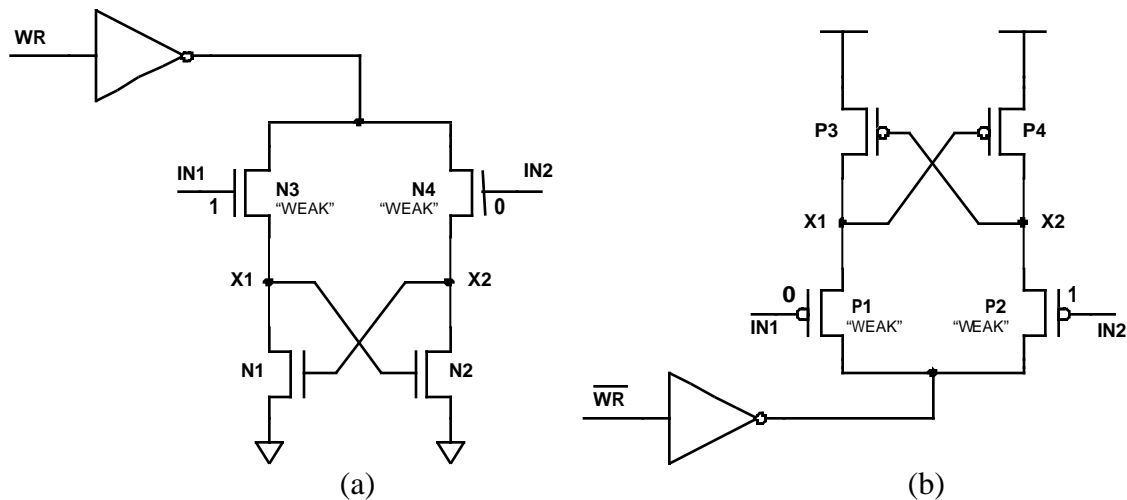 WR
IN1
1
N3
“WEAK”
N4
“WEAK”
IN2
0
X1
X2
N1
N2
(a)
P3
P4
X1
X2
0
IN1
P1
“WEAK”
P2
“WEAK”
1
IN2
W̅R̅
(b)